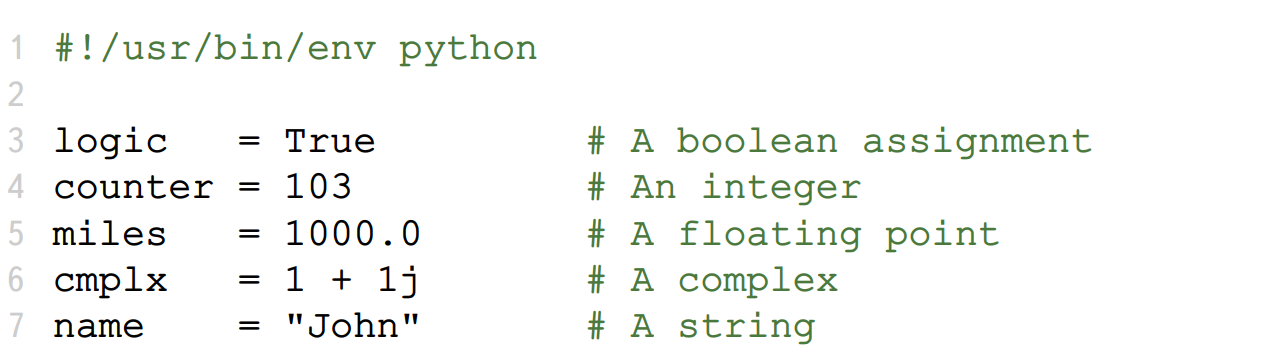 1 #!/usr/bin/env python
2
3 logic   = True         # A boolean assignment
4 counter = 103          # An integer
5 miles   = 1000.0       # A floating point
6 cmplx   = 1 + 1j       # A complex
7 name    = "John"       # A string